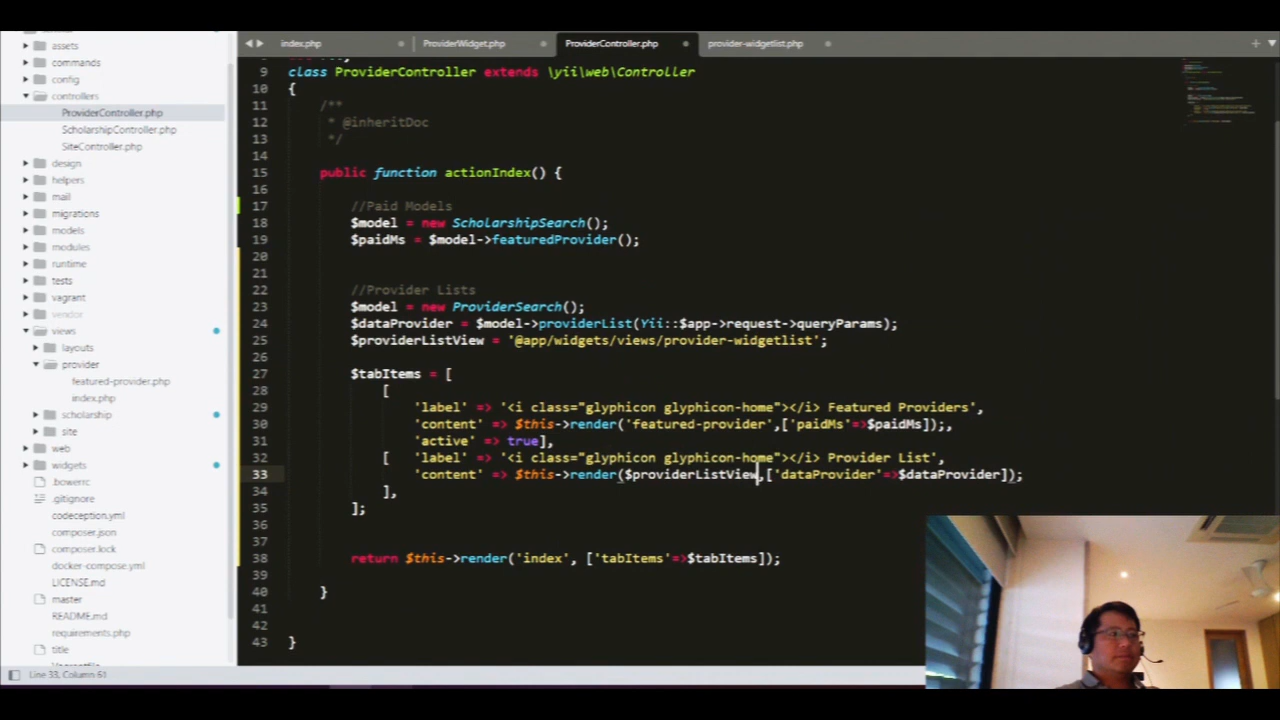 assets
commands
config
controllers
ProviderController.php
ScholarshipController.php
SiteController.php
design
helpers
mail
migrations
models
modules
runtime
tests
vagrant
vendor
views
layouts
provider
featured-provider.php
index.php
scholarship
site
web
widgets
.bowerrc
.gitignore
codeception.yml
composer.json
composer.lock
docker-compose.yml
LICENSE.md
master
README.md
requirements.php
title
index.php
ProviderWidget.php
ProviderController.php
provider-widgetlist.php
9 class ProviderController extends \yii\web\Controller
10 {
11 /**
12 * @inheritDoc
13 */
14
15 public function actionIndex() {
16
17 //Paid Models
18 $model = new ScholarshipSearch();
19 $paidMs = $model->featuredProvider();
20
21
22 //Provider Lists
23 $model = new ProviderSearch();
24 $dataProvider = $model->providerList(Yii::$app->request->queryParams);
25 $providerListView = '@app/widgets/views/provider-widgetlist';
26
27 $tabItems = [
28 [
29 'label' => '<i class="glyphicon glyphicon-home"></i> Featured Providers',
30 'content' => $this->render('featured-provider',['paidMs'=>$paidMs]);,
31 'active' => true],
32 [ 'label' => '<i class="glyphicon glyphicon-home"></i> Provider List',
33 'content' => $this->render($providerListView,['dataProvider'=>$dataProvider]);
34 ],
35 ];
36
37
38 return $this->render('index', ['tabItems'=>$tabItems]);
39
40 }
41
42
43 }
Line 33, Column 61